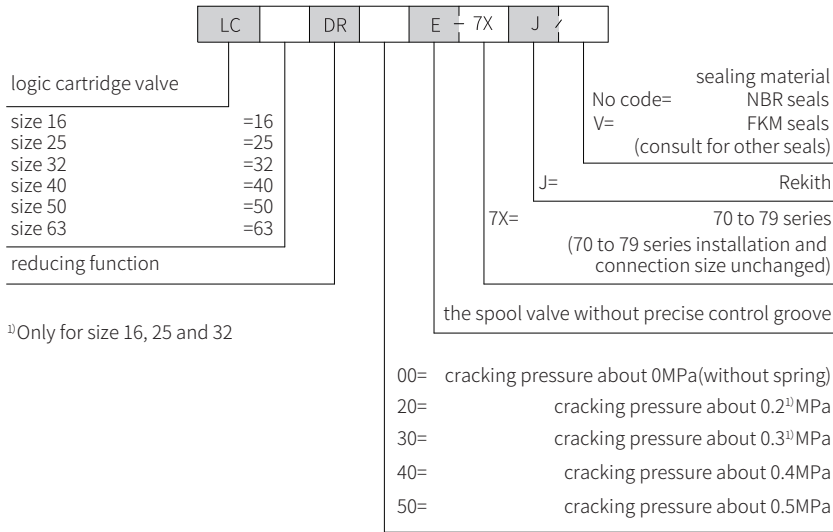 LC DR E – 7X J /
logic cartridge valve
size 16 =16
size 25 =25
size 32 =32
size 40 =40
size 50 =50
size 63 =63
reducing function
¹⁾Only for size 16, 25 and 32
sealing material
No code= NBR seals
V= FKM seals
(consult for other seals)
J= Rekith
7X= 70 to 79 series
(70 to 79 series installation and
connection size unchanged)
the spool valve without precise control groove
00= cracking pressure about 0MPa(without spring)
20= cracking pressure about 0.2¹⁾MPa
30= cracking pressure about 0.3¹⁾MPa
40= cracking pressure about 0.4MPa
50= cracking pressure about 0.5MPa